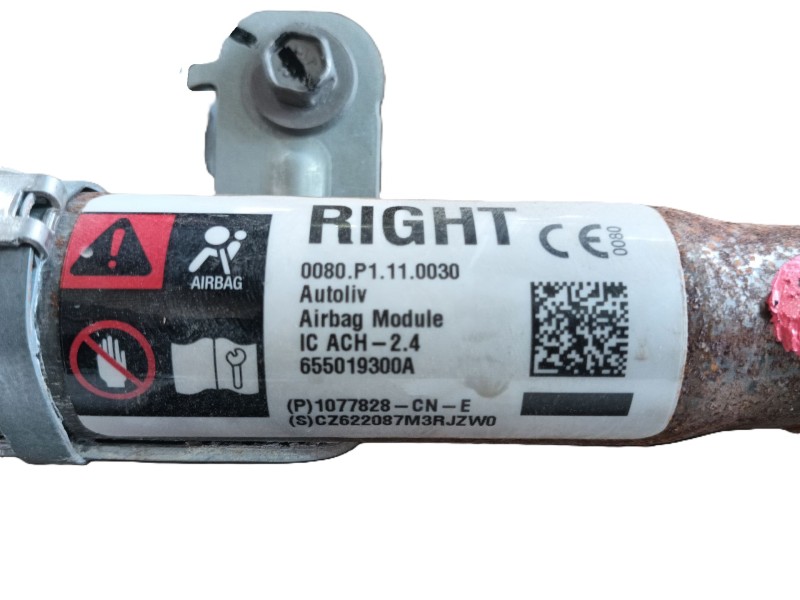 RIGHT
CE 0080
AIRBAG
0080.P1.11.0030
Autoliv
Airbag Module
IC ACH-2.4
655019300A
(P)1077828-CN-E
(S)CZ622087M3RJZW0